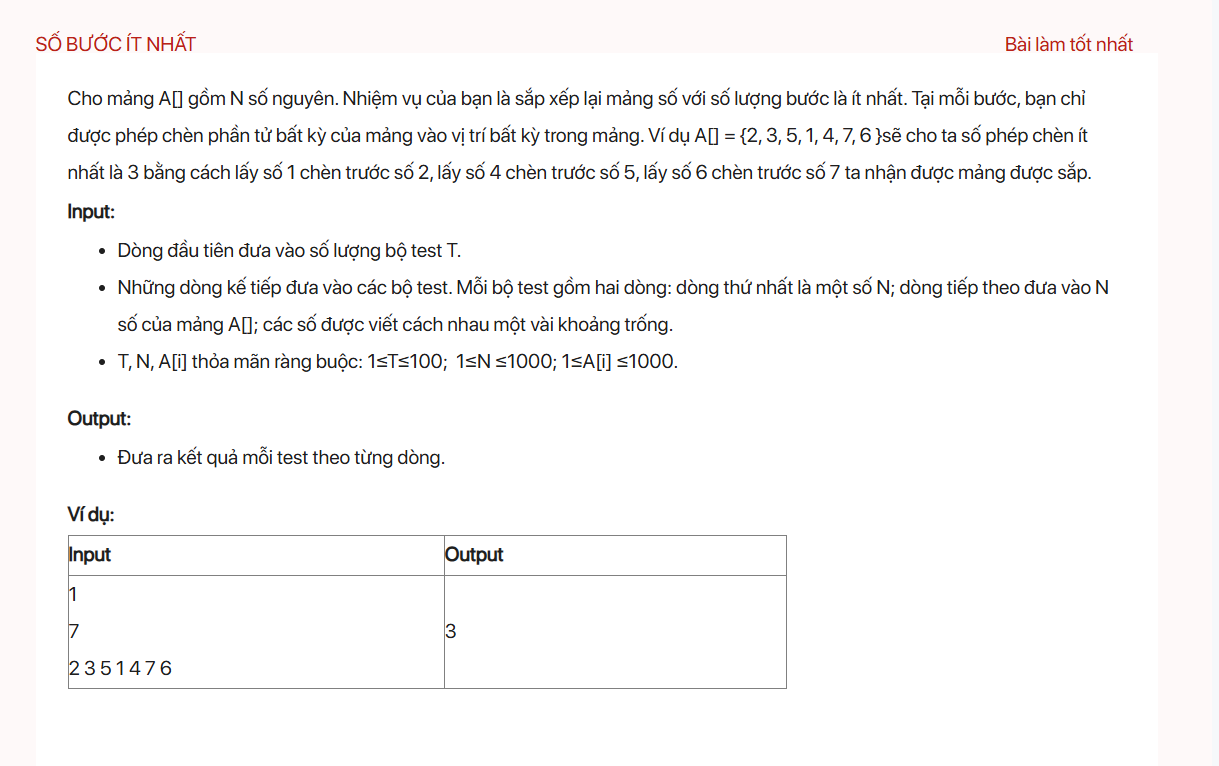 SỐ BƯỚC ÍT NHẤT
Bài làm tốt nhất
Cho mảng A[] gồm N số nguyên. Nhiệm vụ của bạn là sắp xếp lại mảng số với số lượng bước là ít nhất. Tại mỗi bước, bạn chỉ
được phép chèn phần tử bất kỳ của mảng vào vị trí bất kỳ trong mảng. Ví dụ A[] = {2, 3, 5, 1, 4, 7, 6 }sẽ cho ta số phép chèn ít
nhất là 3 bằng cách lấy số 1 chèn trước số 2, lấy số 4 chèn trước số 5, lấy số 6 chèn trước số 7 ta nhận được mảng được sắp.
Input:
• Dòng đầu tiên đưa vào số lượng bộ test T.
• Những dòng kế tiếp đưa vào các bộ test. Mỗi bộ test gồm hai dòng: dòng thứ nhất là một số N; dòng tiếp theo đưa vào N
số của mảng A[]; các số được viết cách nhau một vài khoảng trống.
• T, N, A[i] thỏa mãn ràng buộc: 1≤T≤100; 1≤N ≤1000; 1≤A[i] ≤1000.
Output:
• Đưa ra kết quả mỗi test theo từng dòng.
Ví dụ:
Input
Output
1
7
2 3 5 1 4 7 6
3